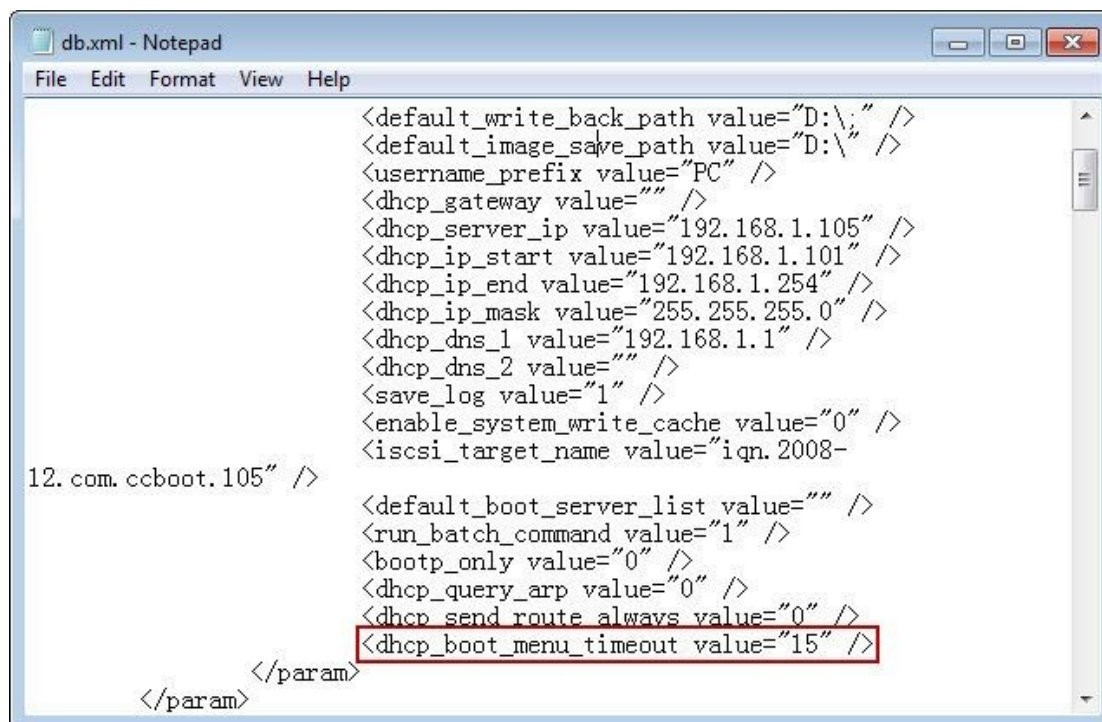 db.xml - Notepad
File Edit Format View Help
<default_write_back_path value="D:\;" />
<default_image_save_path value="D:\" />
<username_prefix value="PC" />
<dhcp_gateway value="" />
<dhcp_server_ip value="192.168.1.105" />
<dhcp_ip_start value="192.168.1.101" />
<dhcp_ip_end value="192.168.1.254" />
<dhcp_ip_mask value="255.255.255.0" />
<dhcp_dns_1 value="192.168.1.1" />
<dhcp_dns_2 value="" />
<save_log value="1" />
<enable_system_write_cache value="0" />
<iscsi_target_name value="iqn.2008-
12.com.ccboot.105" />
<default_boot_server_list value="" />
<run_batch_command value="1" />
<bootp_only value="0" />
<dhcp_query_arp value="0" />
<dhcp_send_route_always value="0" />
<dhcp_boot_menu_timeout value="15" />
</param>
</param>